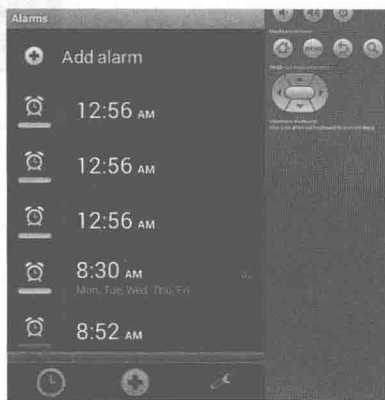 Alarms
Add alarm
12:56 AM
12:56 AM
12:56 AM
8:30 AM
Mon, Tue, Wed, Thu, Fri
8:52 AM
MENU